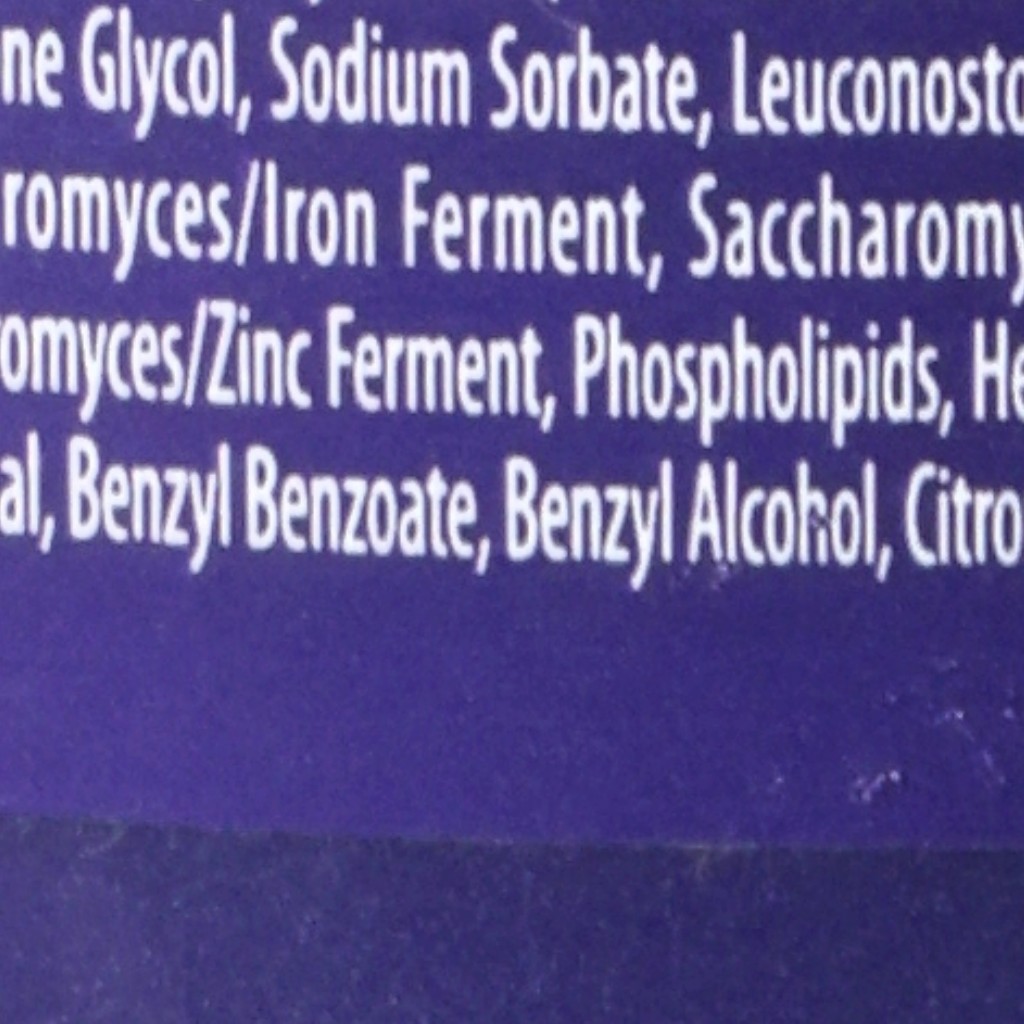 ne Glycol, Sodium Sorbate, Leuconosto
romyces/Iron Ferment, Saccharomy
omyces/Zinc Ferment, Phospholipids, He
al, Benzyl Benzoate, Benzyl Alcohol, Citro